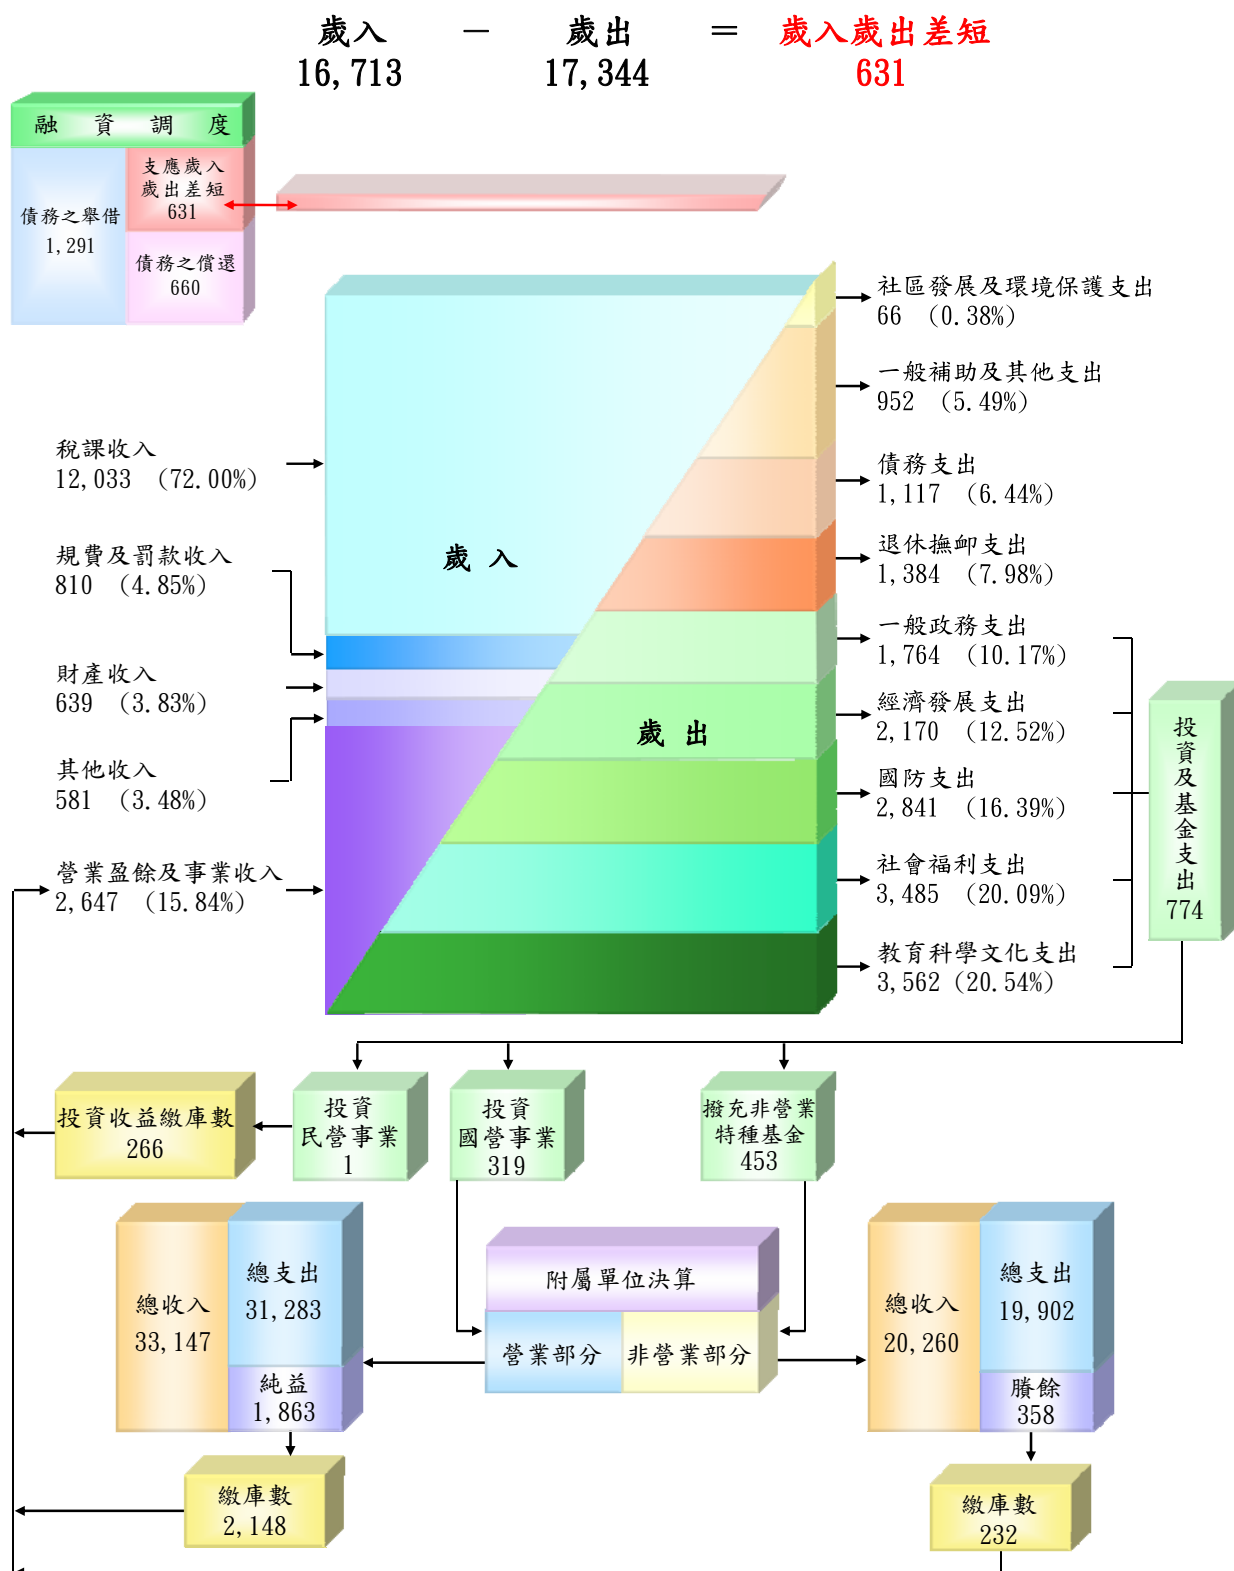 歲入 － 歲出 ＝ 歲入歲出差短
16,713 17,344 631
融資調度
債務之舉借
1,291
支應歲入
歲出差短
631
債務之償還
660
稅課收入
12,033 (72.00%)
規費及罰款收入
810 (4.85%)
財產收入
639 (3.83%)
其他收入
581 (3.48%)
營業盈餘及事業收入
2,647 (15.84%)
歲入
歲出
社區發展及環境保護支出
66 (0.38%)
一般補助及其他支出
952 (5.49%)
債務支出
1,117 (6.44%)
退休撫卹支出
1,384 (7.98%)
一般政務支出
1,764 (10.17%)
經濟發展支出
2,170 (12.52%)
國防支出
2,841 (16.39%)
社會福利支出
3,485 (20.09%)
教育科學文化支出
3,562 (20.54%)
投資及基金支出
774
投資收益繳庫數
266
投資
民營事業
1
投資
國營事業
319
撥充非營業
特種基金
453
總收入
33,147
總支出
31,283
純益
1,863
繳庫數
2,148
附屬單位決算
營業部分
非營業部分
總收入
20,260
總支出
19,902
賸餘
358
繳庫數
232